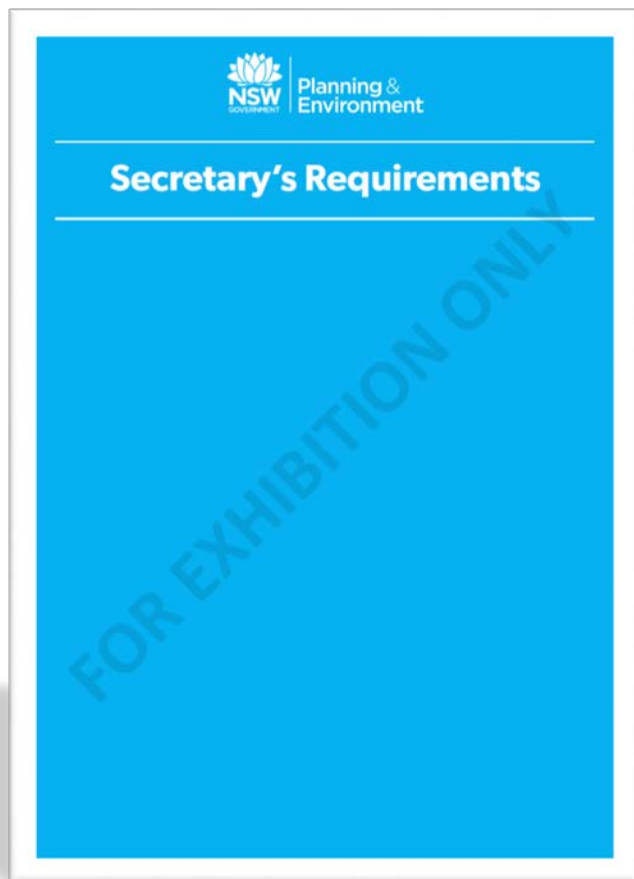 NSW
GOVERNMENT
Planning &
Environment
Secretary's Requirements
FOR EXHIBITION ONLY